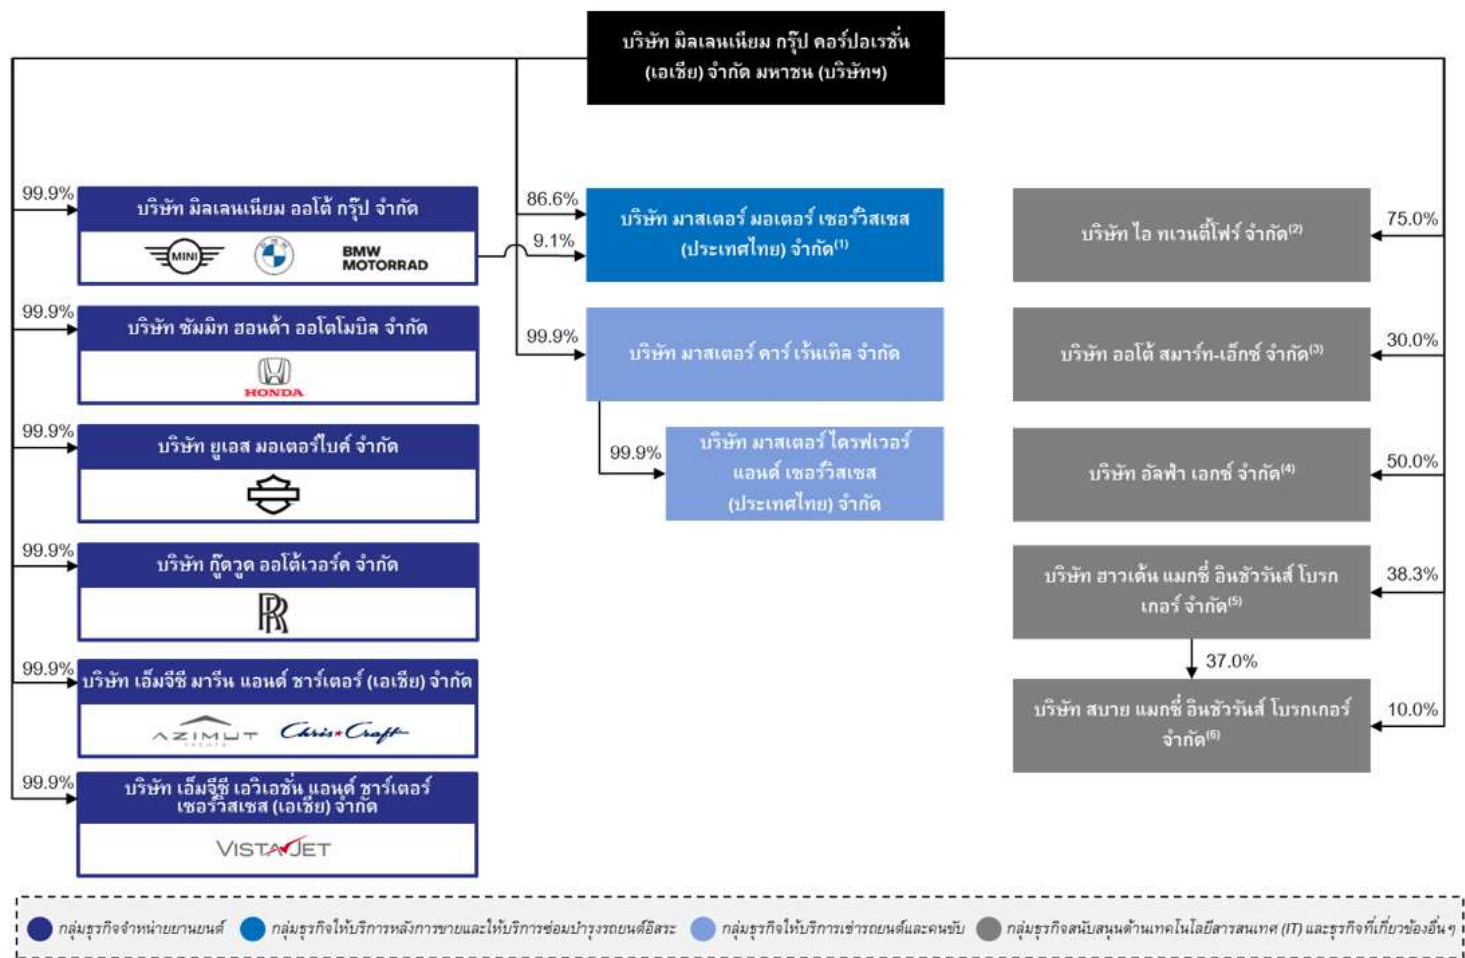 บริษัท มิลเลนเนียม กรุ๊ป คอร์ปอเรชั่น
(เอเชีย) จำกัด มหาชน (บริษัทฯ)
99.9%
บริษัท มิลเลนเนียม ออโต้ กรุ๊ป จำกัด
MINI
BMW
MOTORRAD
99.9%
บริษัท ซัมมิท ฮอนด้า ออโตโมบิล จำกัด
HONDA
99.9%
บริษัท ยูเอส มอเตอร์ไบค์ จำกัด
99.9%
บริษัท กู๊ดวูด ออโต้เวอร์ค จำกัด
RR
99.9%
บริษัท เอ็มจีซี มารีน แอนด์ ชาร์เตอร์ (เอเชีย) จำกัด
AZIMUT
YACHTS
Chris★Craft
99.9%
บริษัท เอ็มจีซี เอวิเอชั่น แอนด์ ชาร์เตอร์
เซอร์วิสเซส (เอเชีย) จำกัด
VISTAJET
86.6%
9.1%
บริษัท มาสเตอร์ มอเตอร์ เซอร์วิสเซส
(ประเทศไทย) จำกัด(1)
99.9%
บริษัท มาสเตอร์ คาร์ เร้นเทิล จำกัด
99.9%
บริษัท มาสเตอร์ ไดรฟเวอร์
แอนด์ เซอร์วิสเซส
(ประเทศไทย) จำกัด
บริษัท ไอ ทเวนตี้โฟร์ จำกัด(2)
75.0%
บริษัท ออโต้ สมาร์ท-เอ็กซ์ จำกัด(3)
30.0%
บริษัท อัลฟ่า เอกซ์ จำกัด(4)
50.0%
บริษัท ฮาวเด้น แมกซี่ อินชัวรันส์ โบรก
เกอร์ จำกัด(5)
38.3%
37.0%
บริษัท สบาย แมกซี่ อินชัวรันส์ โบรกเกอร์
จำกัด(6)
10.0%
กลุ่มธุรกิจจำหน่ายยานยนต์
กลุ่มธุรกิจให้บริการหลังการขายและให้บริการซ่อมบำรุงรถยนต์อิสระ
กลุ่มธุรกิจให้บริการเช่ารถยนต์และคนขับ
กลุ่มธุรกิจสนับสนุนด้านเทคโนโลยีสารสนเทศ (IT) และธุรกิจที่เกี่ยวข้องอื่นๆ